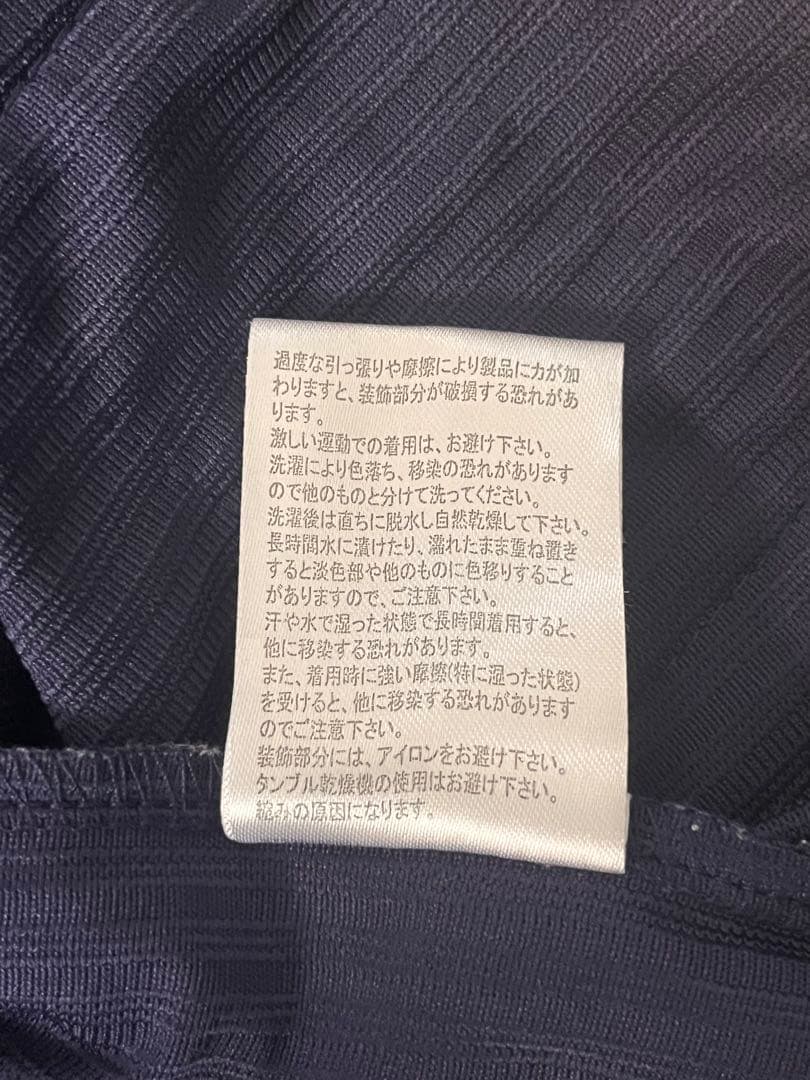 過度な引っ張りや摩擦により製品に力が加
わりますと、装飾部分が破損する恐れがあ
ります。
激しい運動での着用は、お避け下さい。
洗濯により色落ち、移染の恐れがあります
ので他のものと分けて洗ってください。
洗濯後は直ちに脱水し自然乾燥して下さい。
長時間水に漬けたり、濡れたまま重ね置き
すると淡色部や他のものに色移りすること
がありますので、ご注意下さい。
汗や水で湿った状態で長時間着用すると、
他に移染する恐れがあります。
また、着用時に強い摩擦(特に湿った状態)
を受けると、他に移染する恐れがあります
のでご注意下さい。
装飾部分には、アイロンをお避け下さい。
タンブル乾燥機の使用はお避け下さい。
縮みの原因になります。